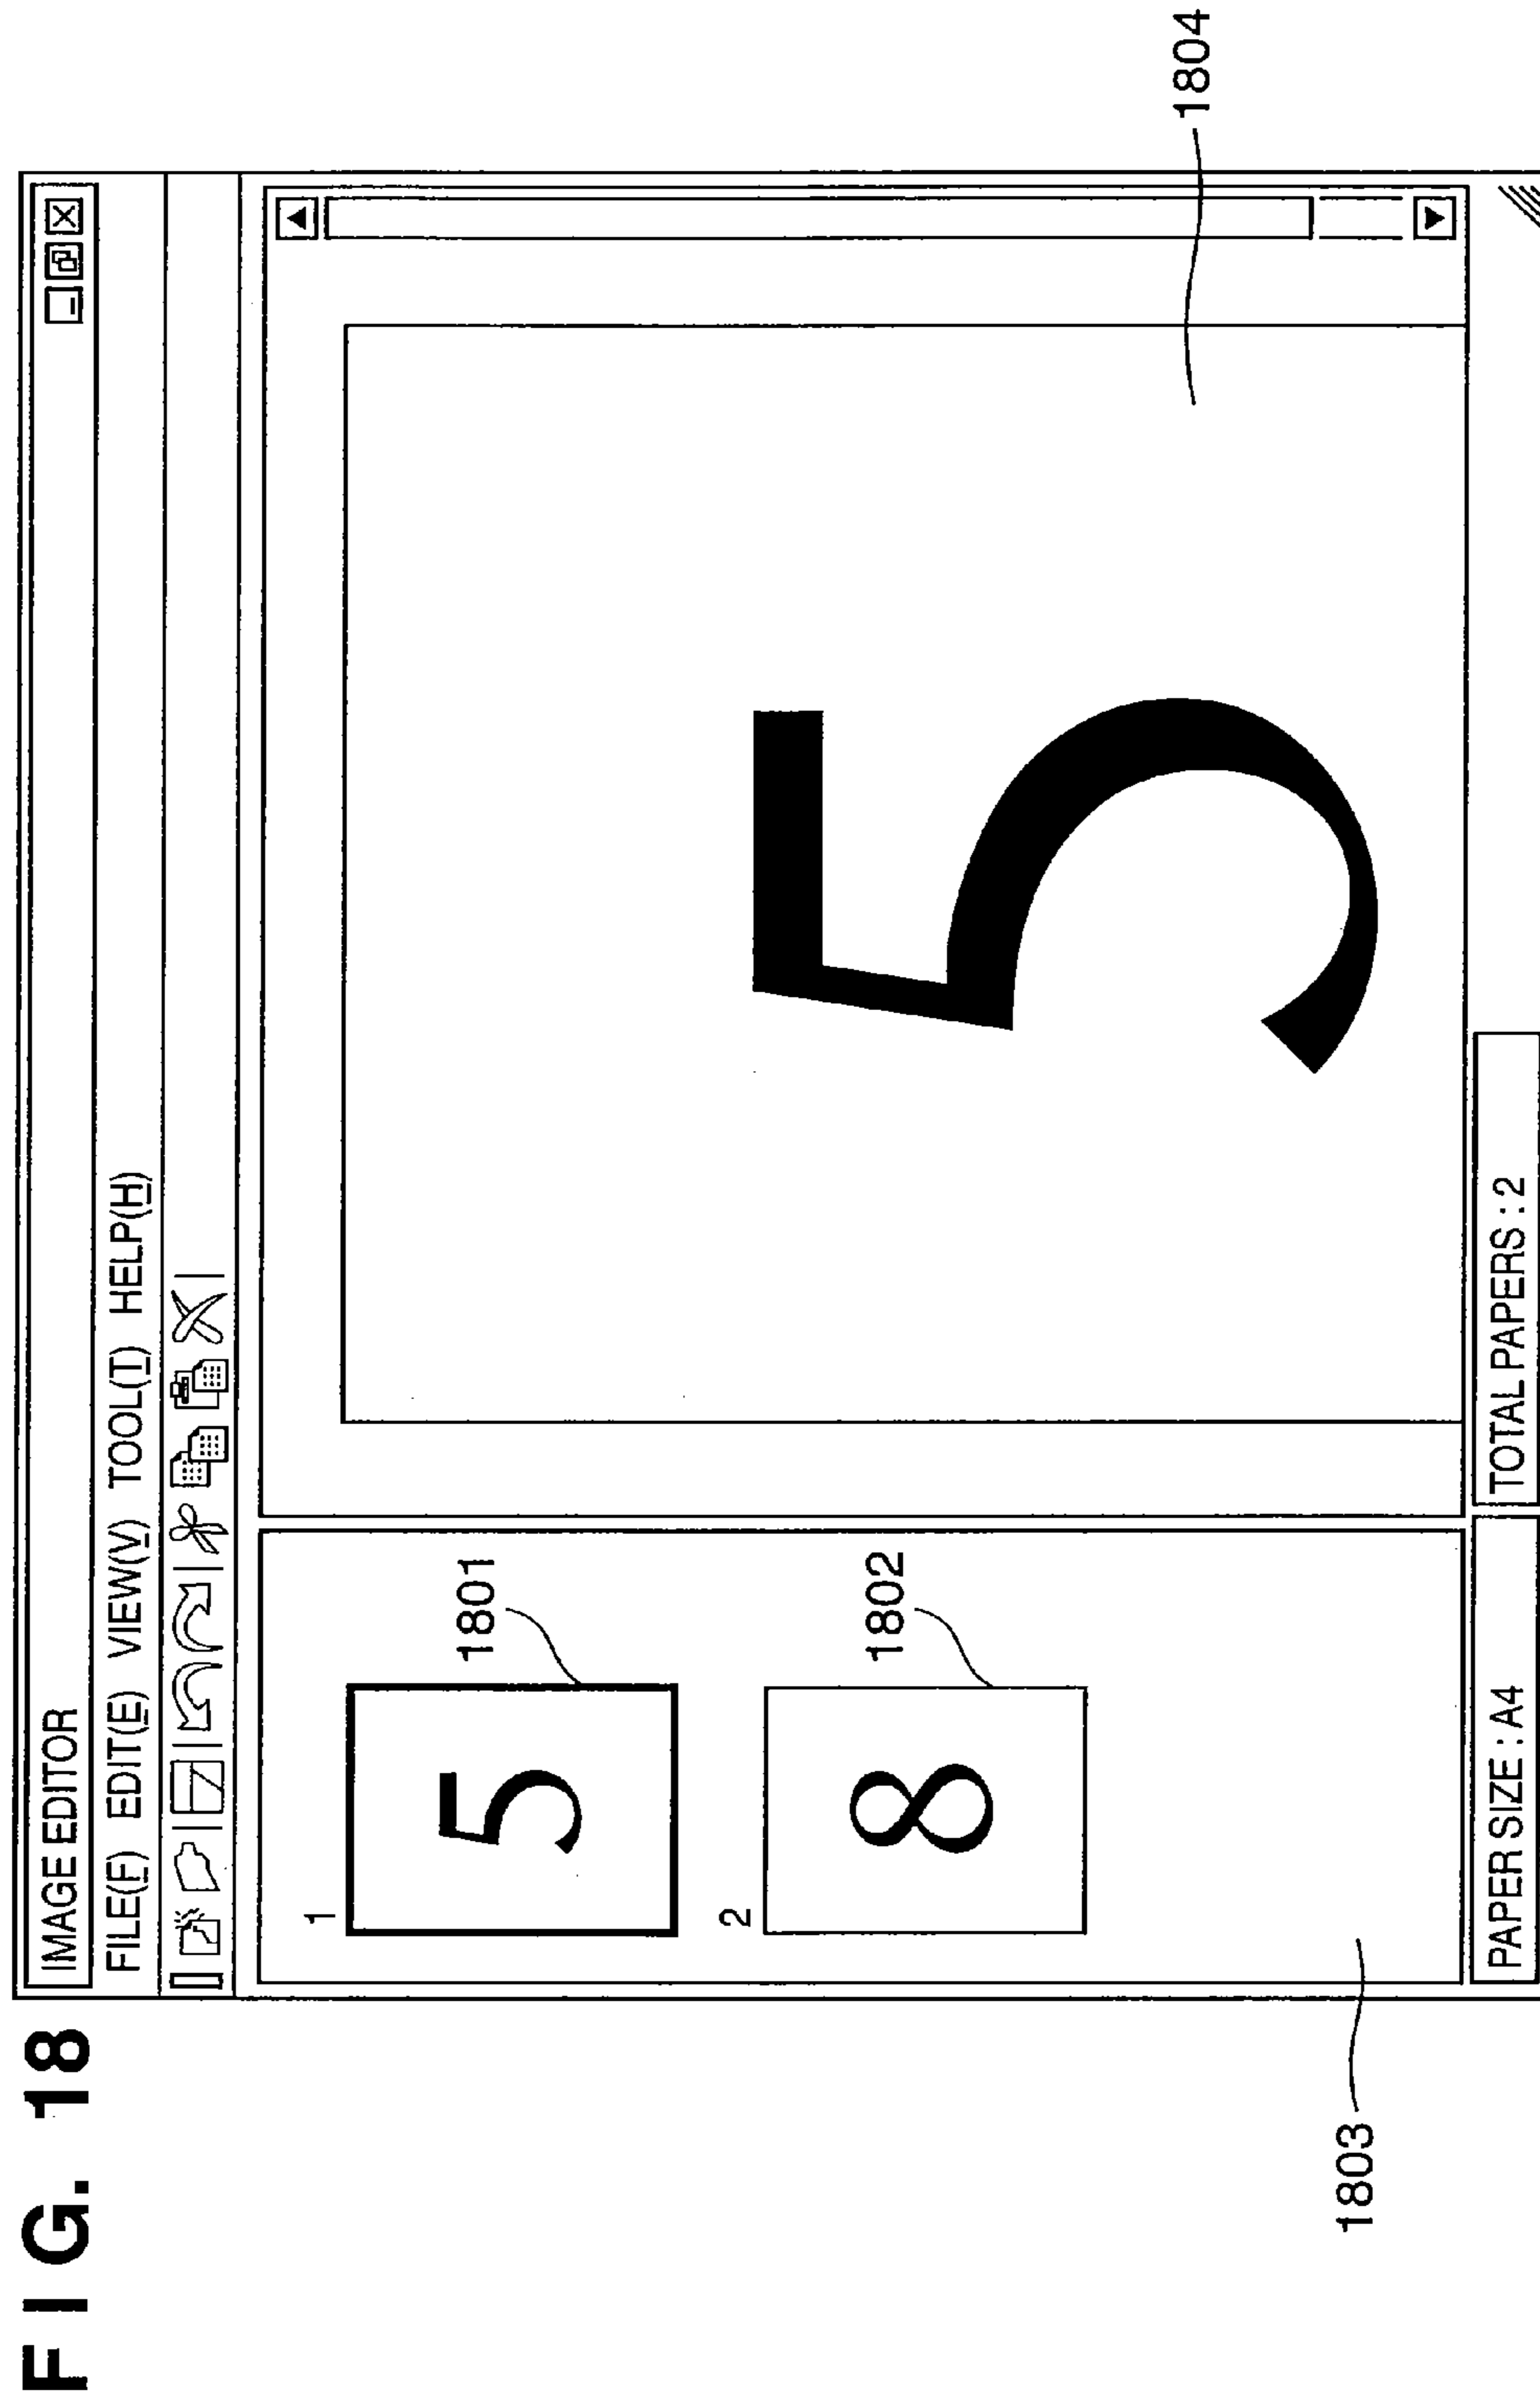 FIG. 18
IMAGE EDITOR
FILE(F) EDIT(E) VIEW(V) TOOL(T) HELP(H)
1
5
1801
2
8
1802
5
1803
1804
PAPER SIZE : A4
TOTAL PAPERS : 2